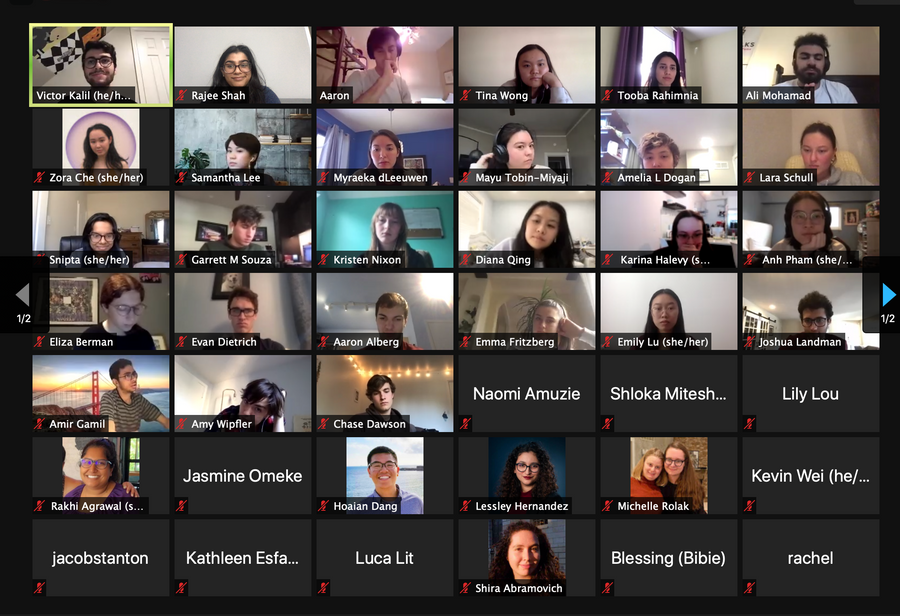 Victor Kalil (he/h...
Rajee Shah
Aaron
Tina Wong
Tooba Rahimnia
Ali Mohamad
Zora Che (she/her)
Samantha Lee
Myraeka dLeeuwen
Mayu Tobin-Miyaji
Amelia L Dogan
Lara Schull
Snipta (she/her)
Garrett M Souza
Kristen Nixon
Diana Qing
Karina Halevy (s...
Anh Pham (she/...
1/2
1/2
Eliza Berman
Evan Dietrich
Aaron Alberg
Emma Fritzberg
Emily Lu (she/her)
Joshua Landman
Amir Gamil
Amy Wipfler
Chase Dawson
Naomi Amuzie
Shloka Mitesh...
Lily Lou
Rakhi Agrawal (s...
Jasmine Omeke
Hoaian Dang
Lessley Hernandez
Michelle Rolak
Kevin Wei (he/...
jacobstanton
Kathleen Esfa...
Luca Lit
Shira Abramovich
Blessing (Bibie)
rachel